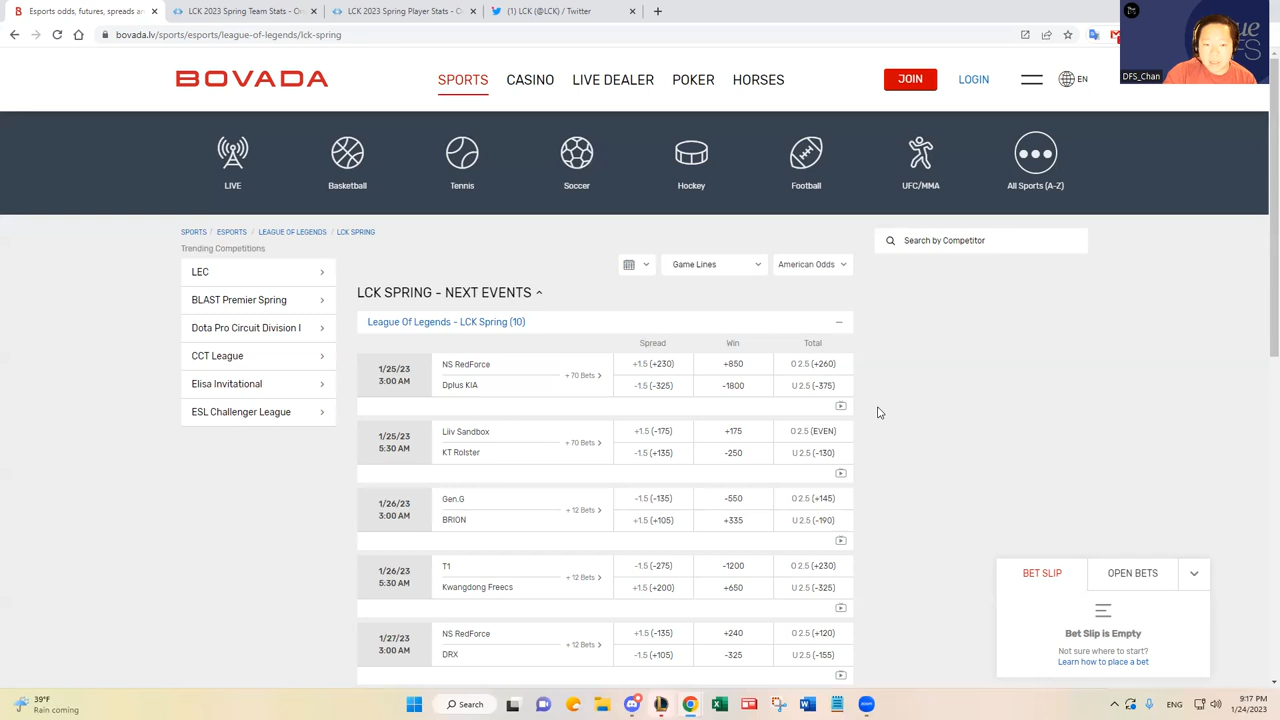 Esports odds, futures, spreads an
LCK 2023 Spring Team Stats - O
LCK 2023 Spring Player Stats - O
(1) LCK (@LCK) / Twitter
bovada.lv/sports/esports/league-of-legends/lck-spring
DFS_Chan
BOVADA
SPORTS
CASINO
LIVE DEALER
POKER
HORSES
JOIN
LOGIN
EN
LIVE
Basketball
Tennis
Soccer
Hockey
Football
UFC/MMA
All Sports (A-Z)
SPORTS / ESPORTS / LEAGUE OF LEGENDS / LCK SPRING
Trending Competitions
LEC
BLAST Premier Spring
Dota Pro Circuit Division I
CCT League
Elisa Invitational
ESL Challenger League
Game Lines
American Odds
Search by Competitor
LCK SPRING - NEXT EVENTS
League Of Legends - LCK Spring (10)
Spread Win Total
1/25/23
3:00 AM
NS RedForce
Dplus KIA
+ 70 Bets >
+1.5 (+230) +850 O 2.5 (+260)
-1.5 (-325) -1800 U 2.5 (-375)
1/25/23
5:30 AM
Liiv Sandbox
KT Rolster
+ 70 Bets >
+1.5 (-175) +175 O 2.5 (EVEN)
-1.5 (+135) -250 U 2.5 (-130)
1/26/23
3:00 AM
Gen.G
BRION
+ 12 Bets >
-1.5 (-135) -550 O 2.5 (+145)
+1.5 (+105) +335 U 2.5 (-190)
1/26/23
5:30 AM
T1
Kwangdong Freecs
+ 12 Bets >
-1.5 (-275) -1200 O 2.5 (+230)
+1.5 (+200) +650 U 2.5 (-325)
1/27/23
3:00 AM
NS RedForce
DRX
+ 12 Bets >
+1.5 (-135) +240 O 2.5 (+120)
-1.5 (+105) -325 U 2.5 (-155)
BET SLIP
OPEN BETS
Bet Slip is Empty
Not sure where to start?
Learn how to place a bet
39°F
Rain coming
Search
ENG
9:17 PM
1/24/2023